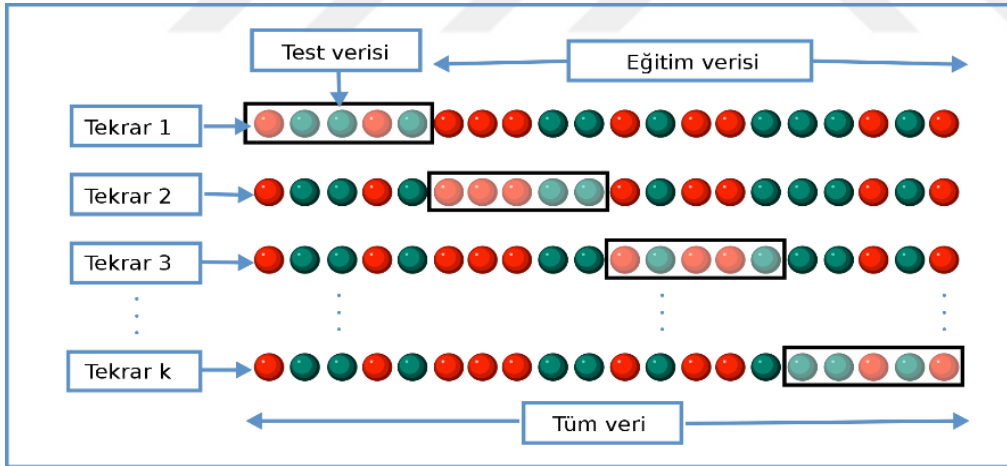 Test verisi
Eğitim verisi
Tekrar 1
Tekrar 2
Tekrar 3
Tekrar k
Tüm veri